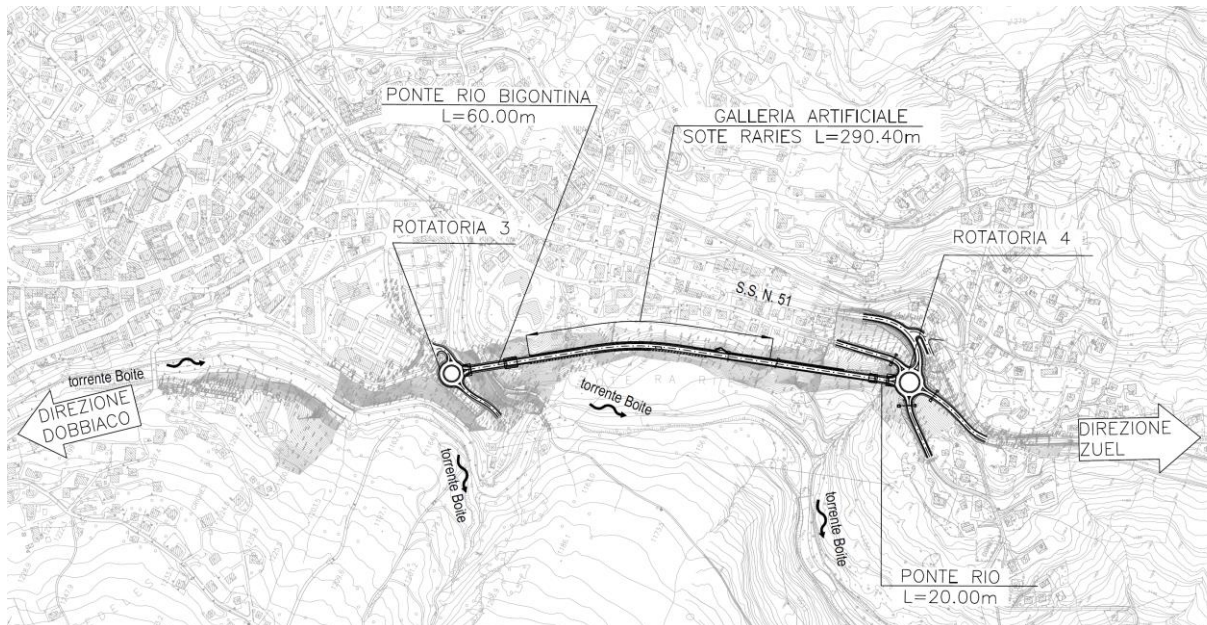 PONTE RIO BIGONTINA
L=60.00m
GALLERIA ARTIFICIALE
SOTE RARIES L=290.40m
ROTATORIA 3
ROTATORIA 4
S.S. N. 51
torrente Boite
DIREZIONE
DOBBIACO
torrente Boite
torrente Boite
torrente Boite
DIREZIONE
ZUEL
PONTE RIO
L=20.00m